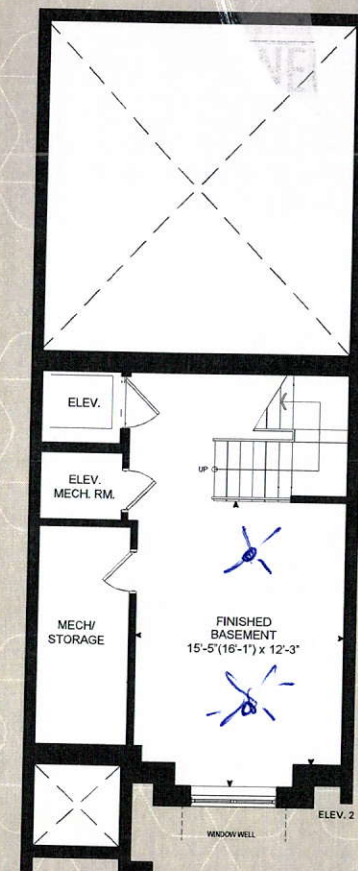 ELEV.
UP
ELEV.
MECH. RM.
MECH/
STORAGE
FINISHED
BASEMENT
15'-5"(16'-1") x 12'-3"
ELEV. 2
WINDOW WELL